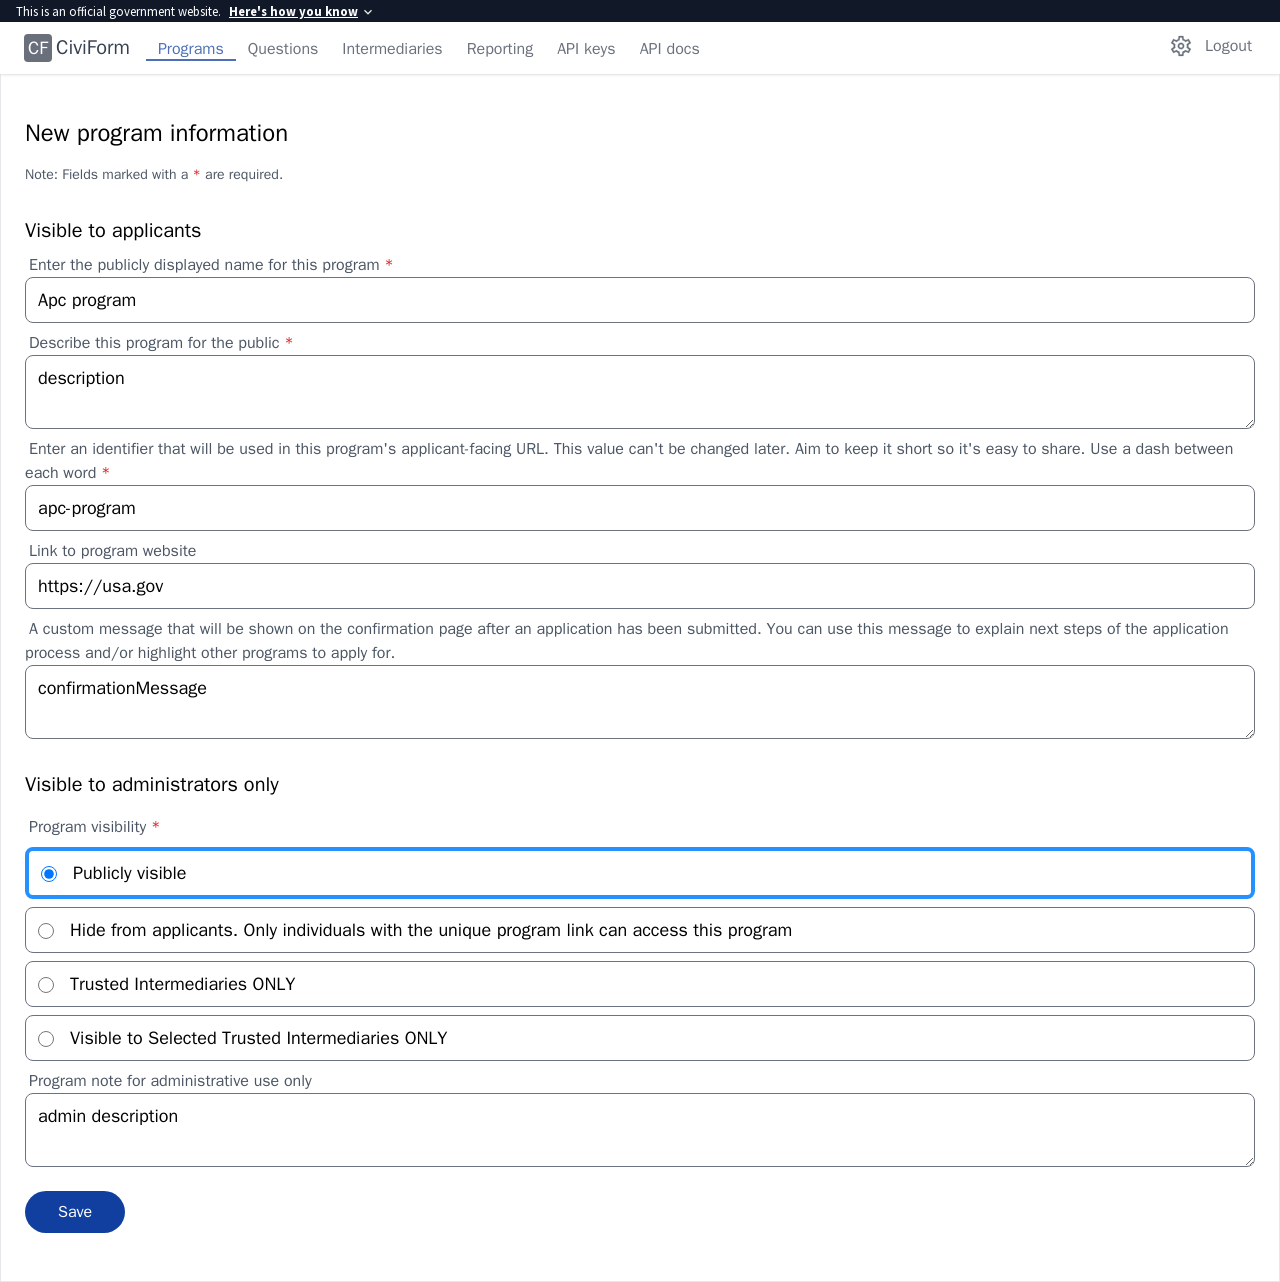 This is an official government website. Here's how you know
CF CiviForm Programs Questions Intermediaries Reporting API keys API docs Logout
New program information
Note: Fields marked with a * are required.
Visible to applicants
Enter the publicly displayed name for this program *
Apc program
Describe this program for the public *
description
Enter an identifier that will be used in this program's applicant-facing URL. This value can't be changed later. Aim to keep it short so it's easy to share. Use a dash between
each word *
apc-program
Link to program website
https://usa.gov
A custom message that will be shown on the confirmation page after an application has been submitted. You can use this message to explain next steps of the application
process and/or highlight other programs to apply for.
confirmationMessage
Visible to administrators only
Program visibility *
Publicly visible
Hide from applicants. Only individuals with the unique program link can access this program
Trusted Intermediaries ONLY
Visible to Selected Trusted Intermediaries ONLY
Program note for administrative use only
admin description
Save